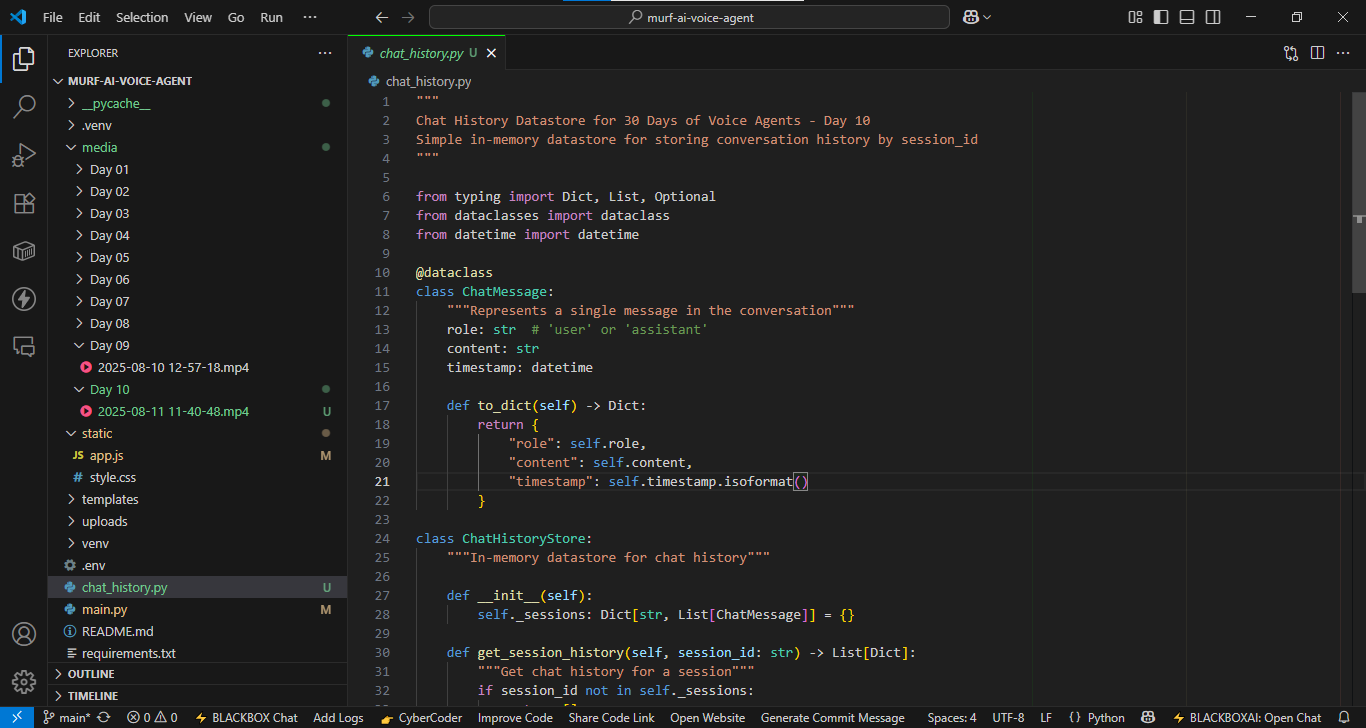 File Edit Selection View Go Run ···
murf-ai-voice-agent
EXPLORER
MURF-AI-VOICE-AGENT
__pycache__
.venv
media
Day 01
Day 02
Day 03
Day 04
Day 05
Day 06
Day 07
Day 08
Day 09
2025-08-10 12-57-18.mp4
Day 10
2025-08-11 11-40-48.mp4 U
static
JS app.js M
# style.css
templates
uploads
venv
.env
chat_history.py U
main.py M
README.md
requirements.txt
OUTLINE
TIMELINE
chat_history.py U
chat_history.py
1 """
2 Chat History Datastore for 30 Days of Voice Agents - Day 10
3 Simple in-memory datastore for storing conversation history by session_id
4 """
5
6 from typing import Dict, List, Optional
7 from dataclasses import dataclass
8 from datetime import datetime
9
10 @dataclass
11 class ChatMessage:
12     """Represents a single message in the conversation"""
13     role: str  # 'user' or 'assistant'
14     content: str
15     timestamp: datetime
16
17     def to_dict(self) -> Dict:
18         return {
19             "role": self.role,
20             "content": self.content,
21             "timestamp": self.timestamp.isoformat()
22         }
23
24 class ChatHistoryStore:
25     """In-memory datastore for chat history"""
26
27     def __init__(self):
28         self._sessions: Dict[str, List[ChatMessage]] = {}
29
30     def get_session_history(self, session_id: str) -> List[Dict]:
31         """Get chat history for a session"""
32         if session_id not in self._sessions:
main* 0 0 BLACKBOX Chat Add Logs CyberCoder Improve Code Share Code Link Open Website Generate Commit Message Spaces: 4 UTF-8 LF {} Python BLACKBOXAI: Open Chat